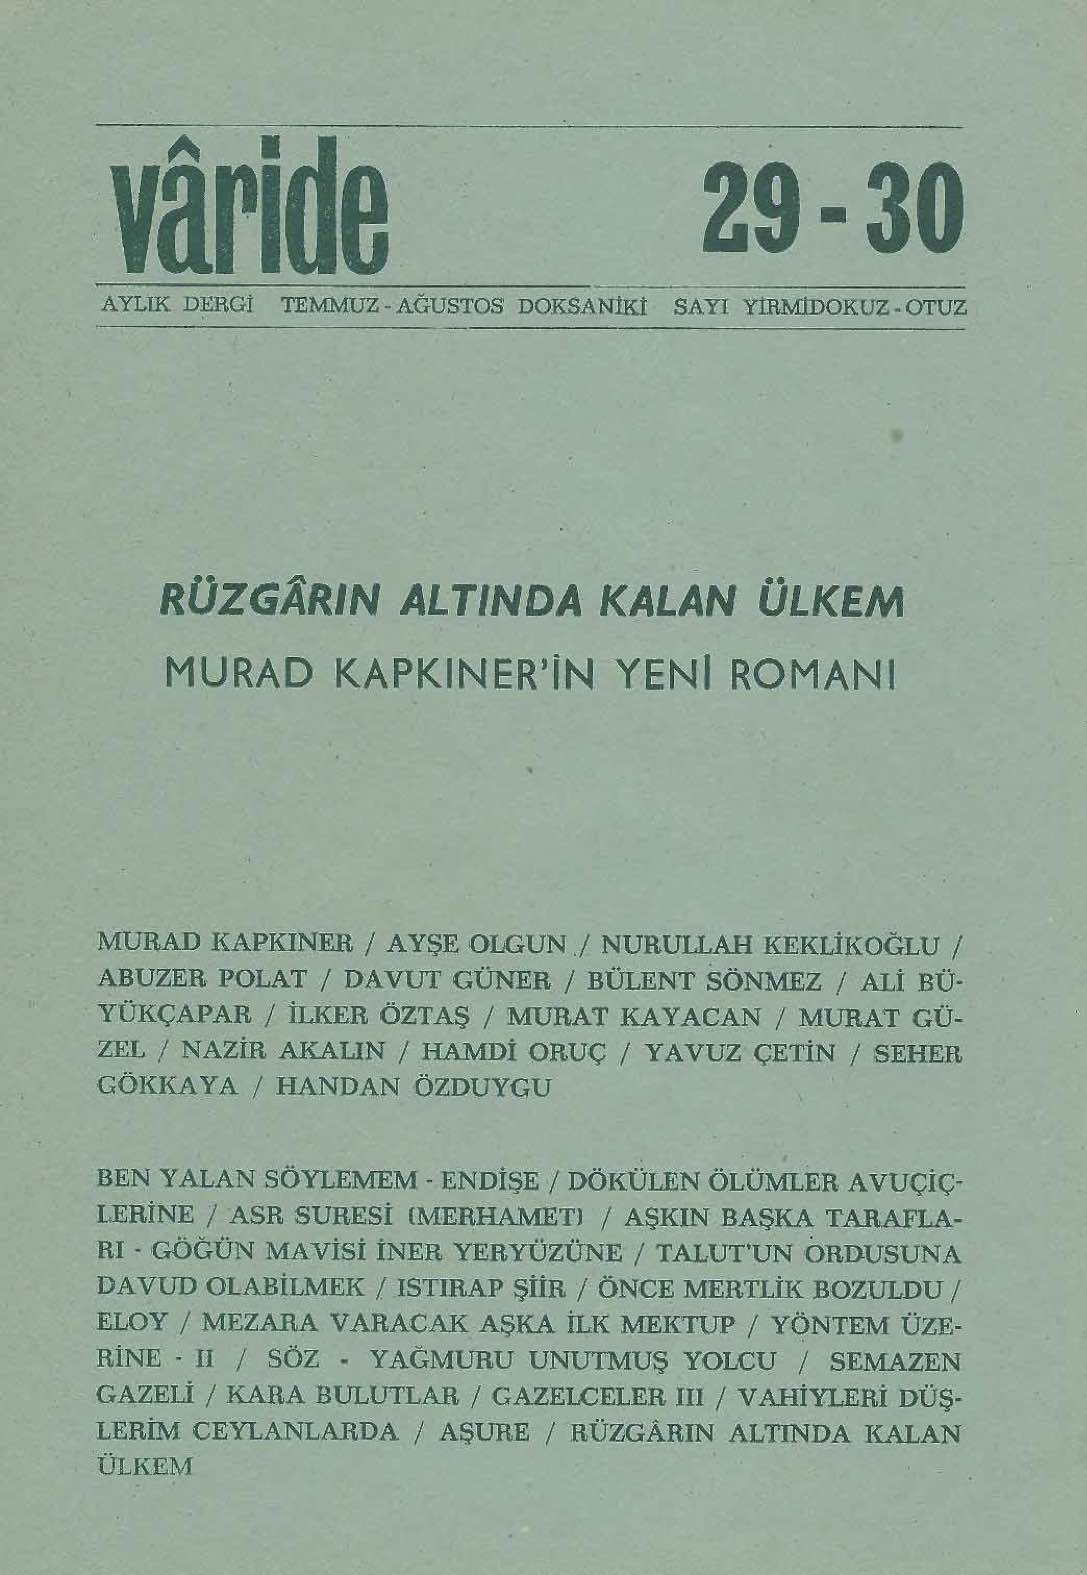 vâride 29-30
AYLIK DERGİ TEMMUZ-AĞUSTOS DOKSANİKİ SAYI YİRMİDOKUZ-OTUZ
RÜZGÂRIN ALTINDA KALAN ÜLKEM
MURAD KAPKINER'İN YENİ ROMANI
MURAD KAPKINER / AYŞE OLGUN / NURULLAH KEKLİKOĞLU /
ABUZER POLAT / DAVUT GÜNER / BÜLENT SÖNMEZ / ALİ BÜ-
YÜKÇAPAR / İLKER ÖZTAŞ / MURAT KAYACAN / MURAT GÜ-
ZEL / NAZİR AKALIN / HAMDİ ORUÇ / YAVUZ ÇETİN / SEHER
GÖKKAYA / HANDAN ÖZDUYGU
BEN YALAN SÖYLEMEM - ENDİŞE / DÖKÜLEN ÖLÜMLER AVUÇİÇ-
LERİNE / ASR SURESİ (MERHAMET) / AŞKIN BAŞKA TARAFLA-
RI - GÖĞÜN MAVİSİ İNER YERYÜZÜNE / TALUT'UN ORDUSUNA
DAVUD OLABİLMEK / ISTIRAP ŞİİR / ÖNCE MERTLİK BOZULDU /
ELOY / MEZARA VARACAK AŞKA İLK MEKTUP / YÖNTEM ÜZE-
RİNE - II / SÖZ - YAĞMURU UNUTMUŞ YOLCU / SEMAZEN
GAZELİ / KARA BULUTLAR / GAZELCELER III / VAHİYLERİ DÜŞ-
LERİM CEYLANLARDA / AŞURE / RÜZGÂRIN ALTINDA KALAN
ÜLKEM